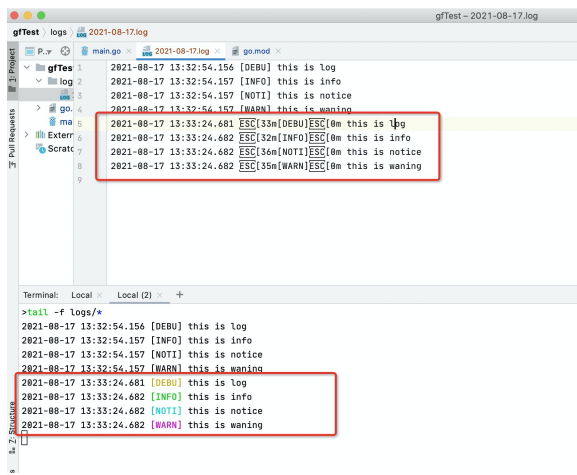 gfTest – 2021-08-17.log
gfTest logs 2021-08-17.log
P.. main.go 2021-08-17.log go.mod
1: Project
Pull Requests
Z: Structure
gfTest
log
go.
ma
Extern
Scratc
1 2021-08-17 13:32:54.156 [DEBU] this is log
2 2021-08-17 13:32:54.157 [INFO] this is info
3 2021-08-17 13:32:54.157 [NOTI] this is notice
4 2021-08-17 13:32:54.157 [WARN] this is waning
5 2021-08-17 13:33:24.681 ESC[33m[DEBU]ESC[0m this is log
6 2021-08-17 13:33:24.682 ESC[32m[INFO]ESC[0m this is info
7 2021-08-17 13:33:24.682 ESC[36m[NOTI]ESC[0m this is notice
8 2021-08-17 13:33:24.682 ESC[35m[WARN]ESC[0m this is waning
9
Terminal: Local Local (2) +
>tail -f logs/*
2021-08-17 13:32:54.156 [DEBU] this is log
2021-08-17 13:32:54.157 [INFO] this is info
2021-08-17 13:32:54.157 [NOTI] this is notice
2021-08-17 13:32:54.157 [WARN] this is waning
2021-08-17 13:33:24.681 [DEBU] this is log
2021-08-17 13:33:24.682 [INFO] this is info
2021-08-17 13:33:24.682 [NOTI] this is notice
2021-08-17 13:33:24.682 [WARN] this is waning